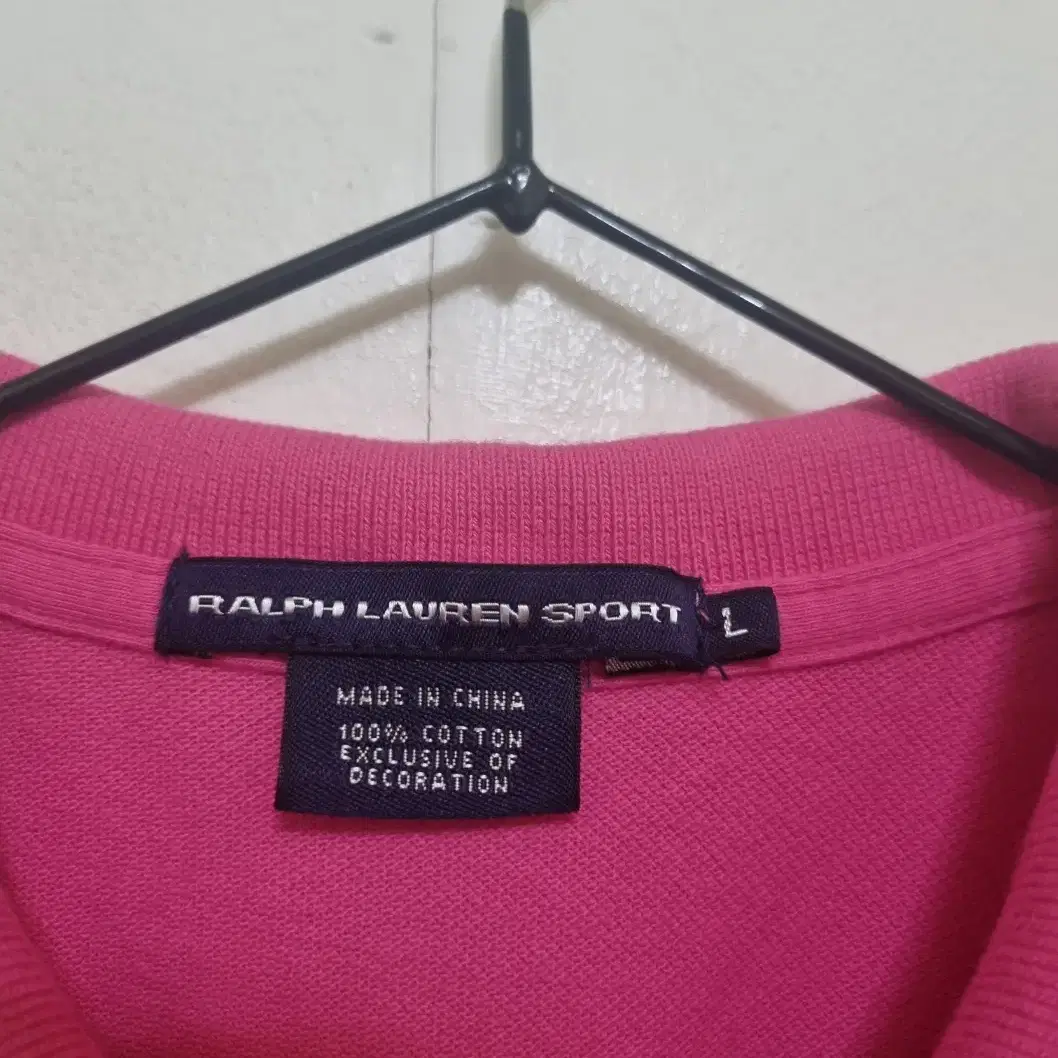 RALPH LAUREN SPORT
L
MADE IN CHINA
100% COTTON
EXCLUSIVE OF
DECORATION